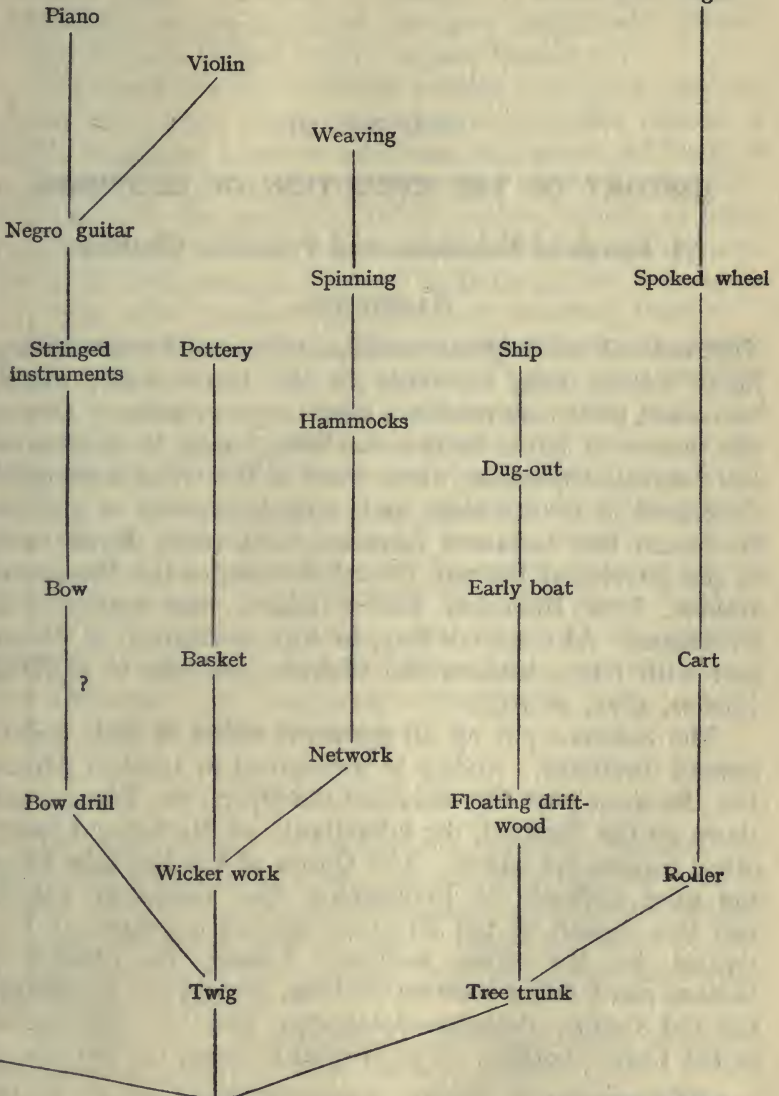 Piano
Violin
Weaving
Negro guitar
Spinning
Spoked wheel
Stringed
instruments
Pottery
Ship
Hammocks
Dug-out
Bow
Early boat
?
Basket
Cart
Network
Bow drill
Floating drift-
wood
Wicker work
Roller
Twig
Tree trunk